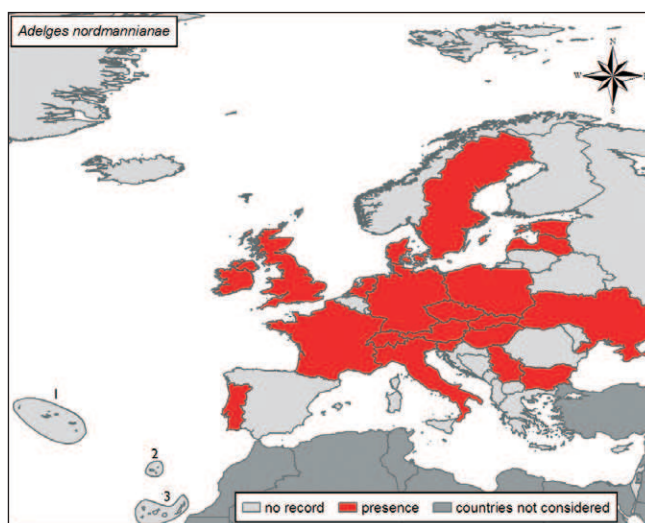 Adelges nordmannianae
N
W E
S
1
2
3
no record presence countries not considered